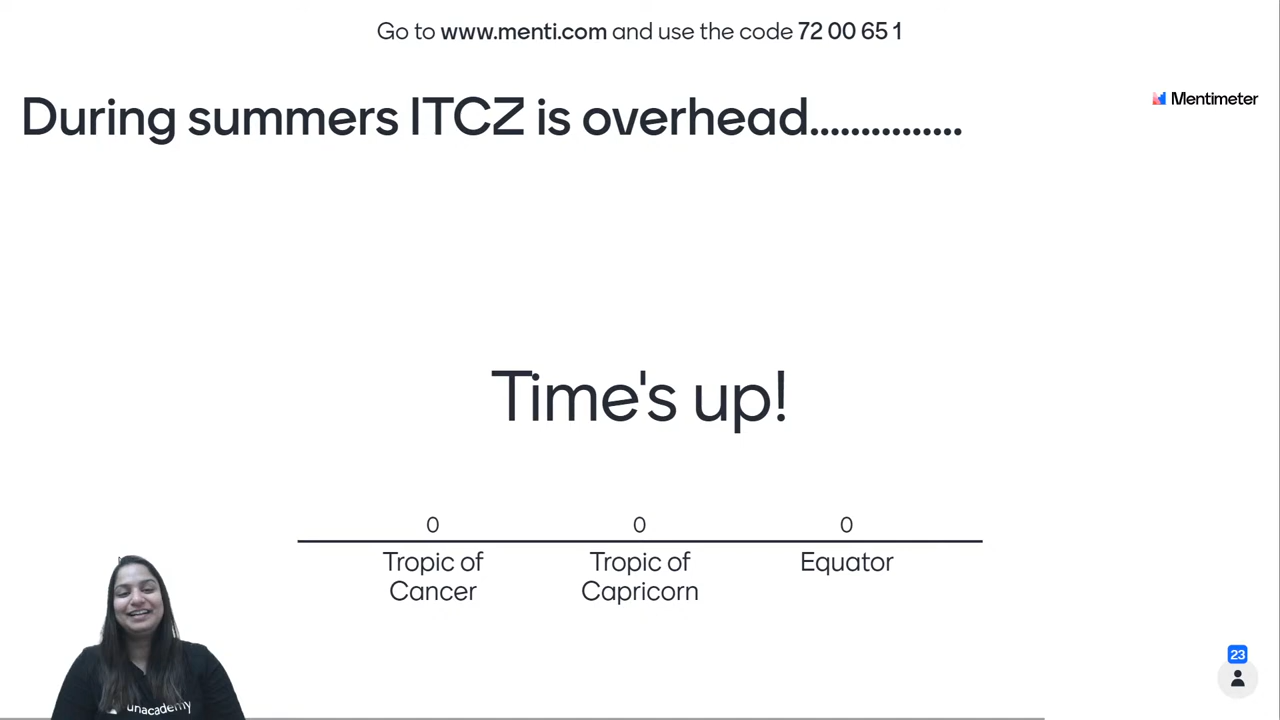 Go to www.menti.com and use the code 72 00 65 1
Mentimeter
During summers ITCZ is overhead...............
Time's up!
0 0 0
Tropic of Cancer
Tropic of Capricorn
Equator
unacademy
23